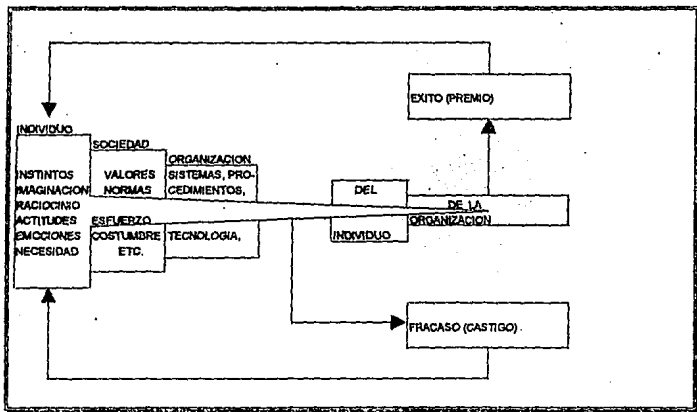 EXITO (PREMIO)
INDIVIDUO
INSTINTOS
IMAGINACION
RACIOCINIO
ACTITUDES
EMOCIONES
NECESIDAD
SOCIEDAD
VALORES
NORMAS
ESFUERZO
COSTUMBRE
ETC.
ORGANIZACION
SISTEMAS, PRO-
CEDIMIENTOS,
TECNOLOGIA,
DEL
INDIVIDUO
DE LA
ORGANIZACION
FRACASO (CASTIGO)